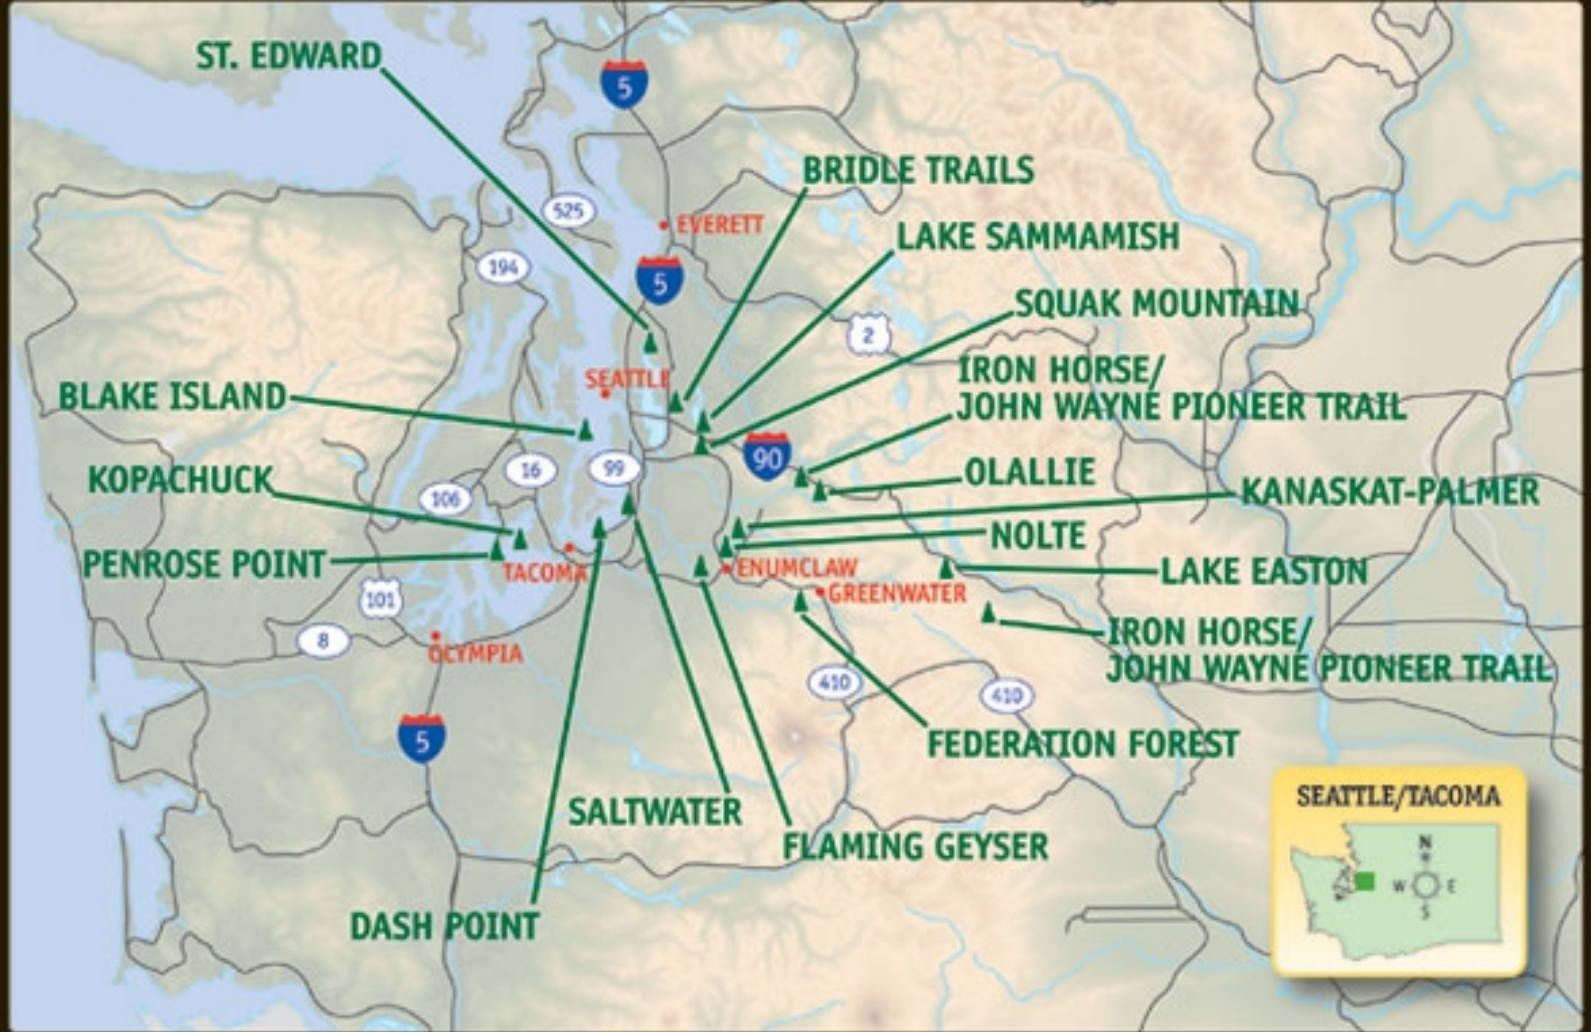 ST. EDWARD
5
BRIDLE TRAILS
525
EVERETT
LAKE SAMMAMISH
194
5
SQUAK MOUNTAIN
2
IRON HORSE/
JOHN WAYNE PIONEER TRAIL
SEATTLE
BLAKE ISLAND
90
16
99
OLALLIE
KOPACHUCK
106
KANASKAT-PALMER
NOLTE
PENROSE POINT
TACOMA
ENUMCLAW
LAKE EASTON
GREENWATER
101
8
OLYMPIA
IRON HORSE/
JOHN WAYNE PIONEER TRAIL
410
410
5
FEDERATION FOREST
SALTWATER
FLAMING GEYSER
DASH POINT
SEATTLE/TACOMA
N
W E
S